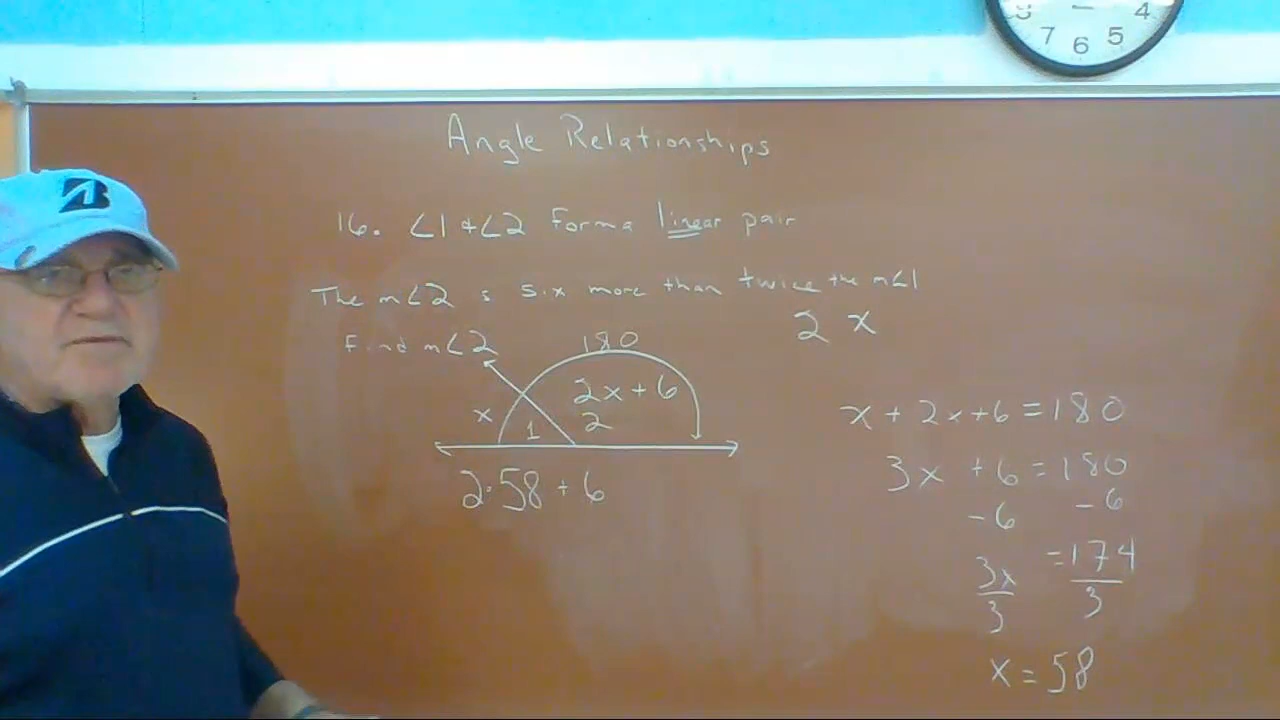 3 4
7 6 5
Angle Relationships
B
16. ∠1 + ∠2 form a linear pair
The m∠2 is six more than twice the m∠1
2 x
Find m∠2
180
2x + 6
x 1 2
2·58 + 6
x + 2x + 6 = 180
3x + 6 = 180
-6 -6
3x = 174
3 3
x = 58